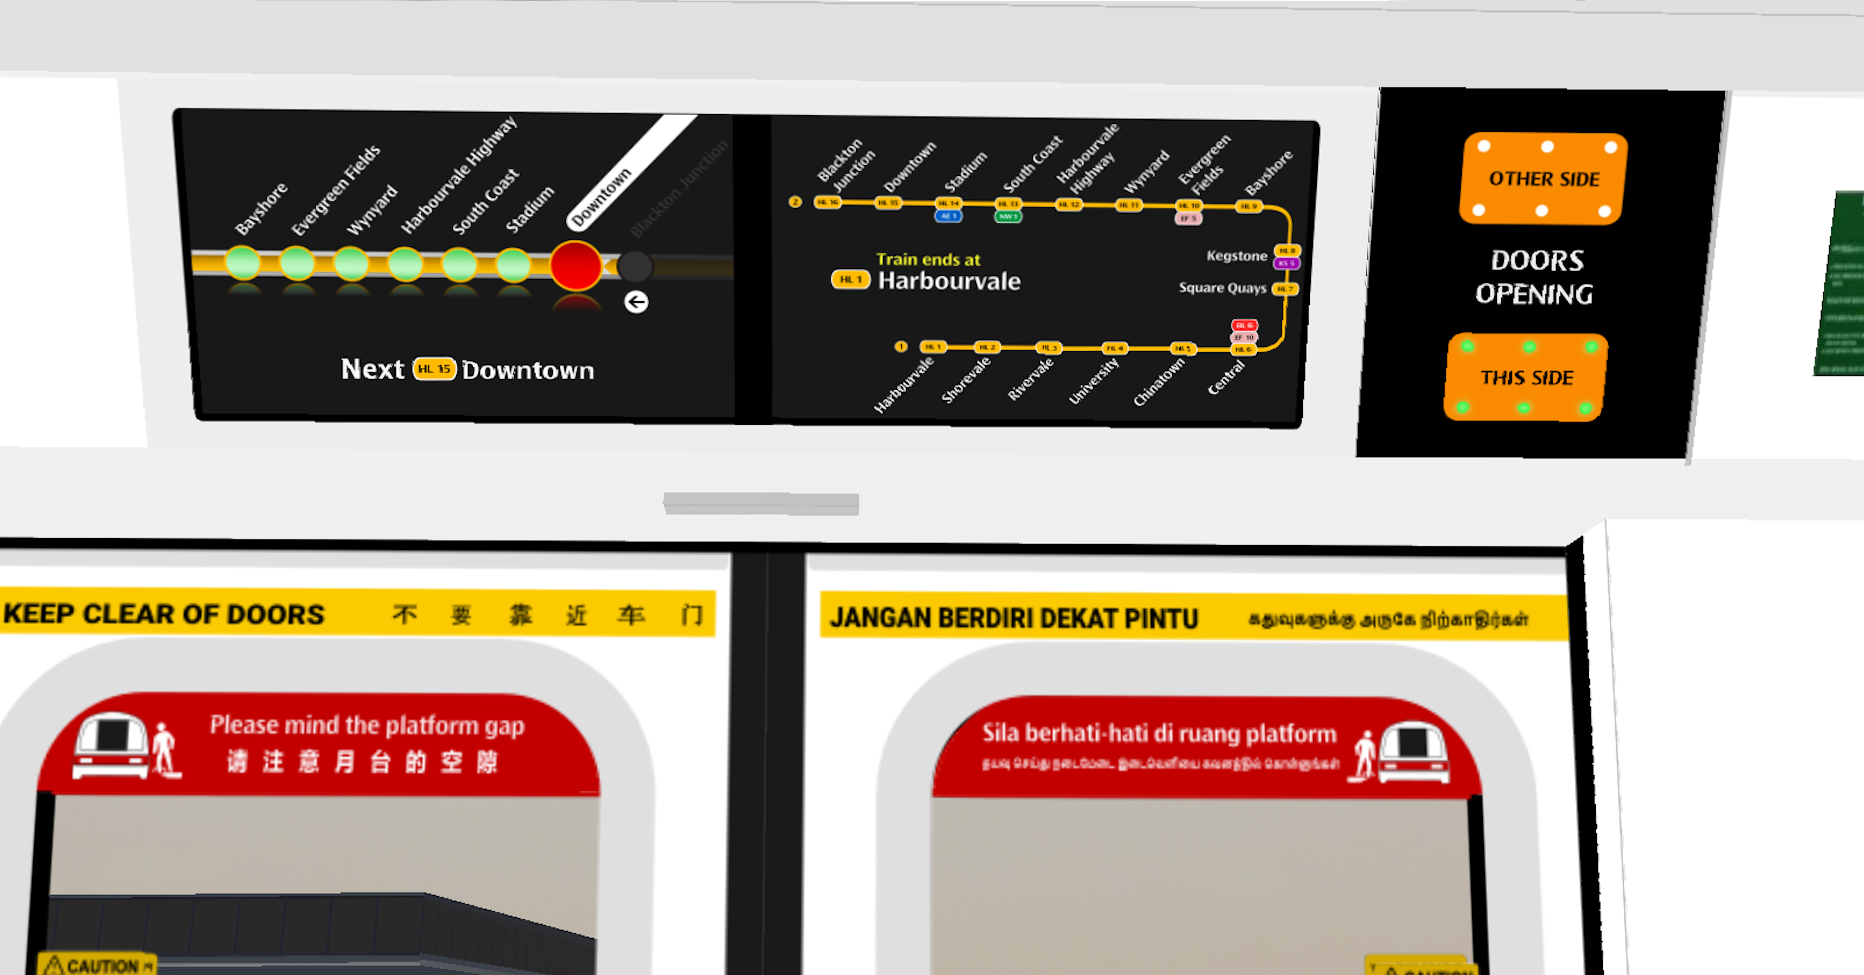 Bayshore
Evergreen Fields
Wynyard
Harbourvale Highway
South Coast
Stadium
Downtown
Blackton Junction
Next HL 15 Downtown
Blackton
Junction
Downtown
Stadium
South Coast
Harbourvale
Highway
Wynyard
Evergreen
Fields
Bayshore
2
HL 16
HL 15
HL 14
HL 13
HL 12
HL 11
HL 10
HL 9
AE 1
NW 1
EF 5
Kegstone
HL 8
KS 5
Train ends at
HL 1 Harbourvale
Square Quays
HL 7
EF 10
1
HL 1
HL 2
HL 3
HL 4
HL 5
HL 6
Harbourvale
Shorevale
Rivervale
University
Chinatown
Central
OTHER SIDE
DOORS
OPENING
THIS SIDE
KEEP CLEAR OF DOORS 不要靠近车门
JANGAN BERDIRI DEKAT PINTU கதவுகளுக்கு அருகே நிற்காதிர்கள்
Please mind the platform gap
请注意月台的空隙
Sila berhati-hati di ruang platform
CAUTION
CAUTION